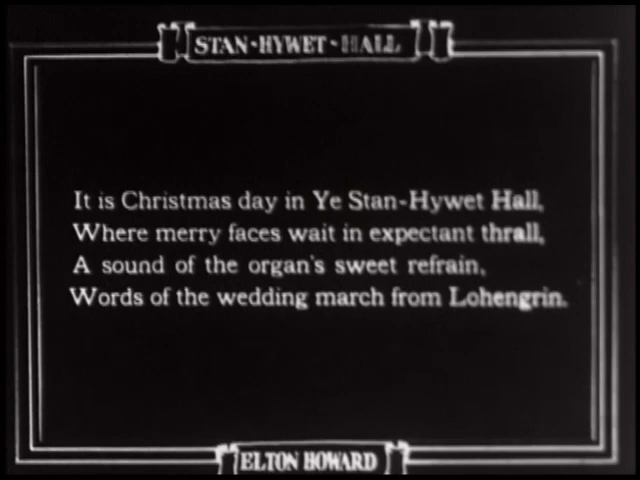 STAN-HYWET-HALL
It is Christmas day in Ye Stan-Hywet Hall,
Where merry faces wait in expectant thrall,
A sound of the organ's sweet refrain,
Words of the wedding march from Lohengrin.
ELTON HOWARD